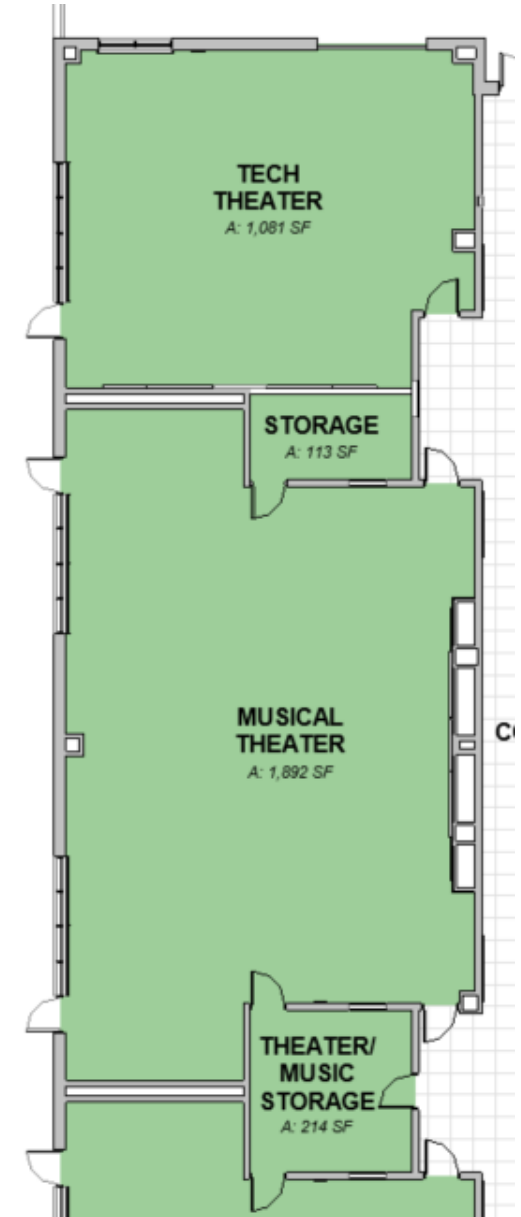 TECH
THEATER
A: 1,081 SF
STORAGE
A: 113 SF
MUSICAL
THEATER
A: 1,892 SF
THEATER/
MUSIC
STORAGE
A: 214 SF